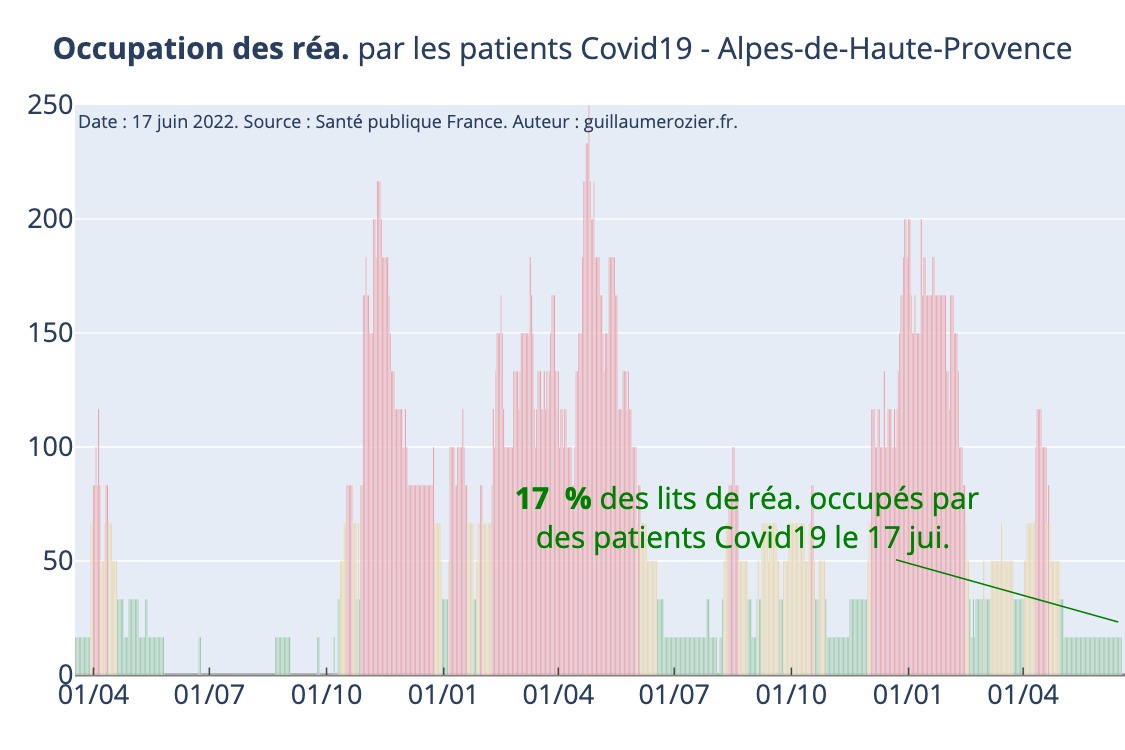 Occupation des réa. par les patients Covid19 - Alpes-de-Haute-Provence
250
Date : 17 juin 2022. Source : Santé publique France. Auteur : guillaumerozier.fr.
200
150
100
17 % des lits de réa. occupés par
des patients Covid19 le 17 jui.
50
0
01/04 01/07 01/10 01/01 01/04 01/07 01/10 01/01 01/04